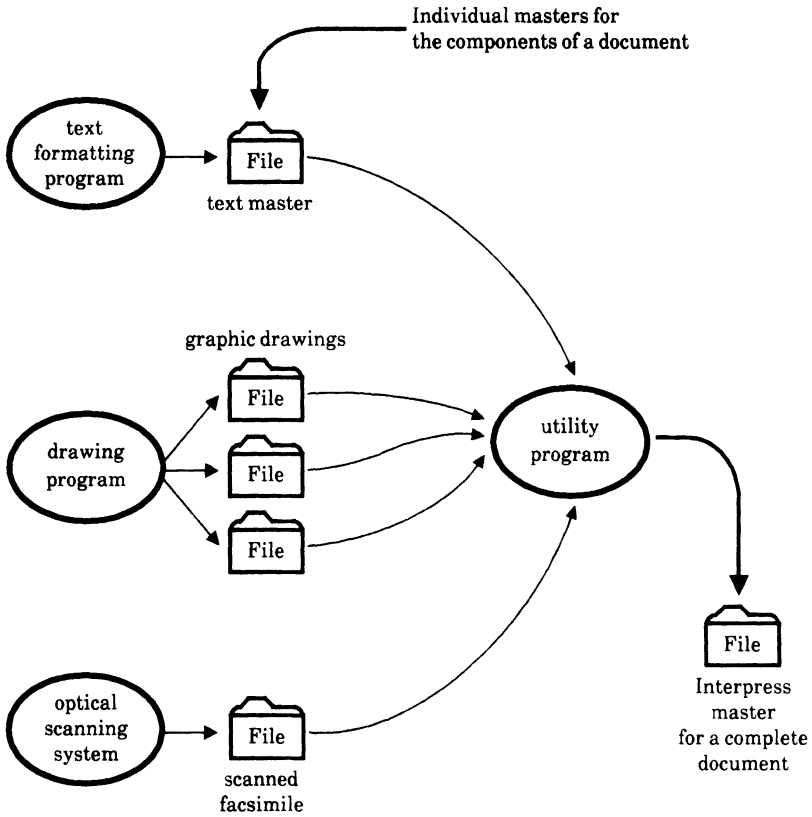 Individual masters for
the components of a document
text
formatting
program
File
text master
graphic drawings
File
drawing
program
File
File
utility
program
optical
scanning
system
File
scanned
facsimile
File
Interpress
master
for a complete
document